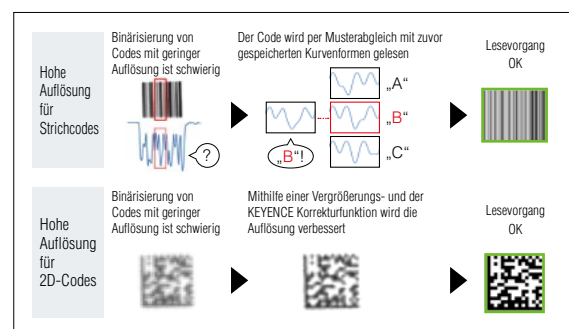 Hohe
Auflösung
für
Strichcodes
Binärisierung von
Codes mit geringer
Auflösung ist schwierig
?
Der Code wird per Musterabgleich mit zuvor
gespeicherten Kurvenformen gelesen
„B“!
„A“
„B“
„C“
Lesevorgang
OK
Hohe
Auflösung
für
2D-Codes
Binärisierung von
Codes mit geringer
Auflösung ist schwierig
Mithilfe einer Vergrößerungs- und der
KEYENCE Korrekturfunktion wird die
Auflösung verbessert
Lesevorgang
OK